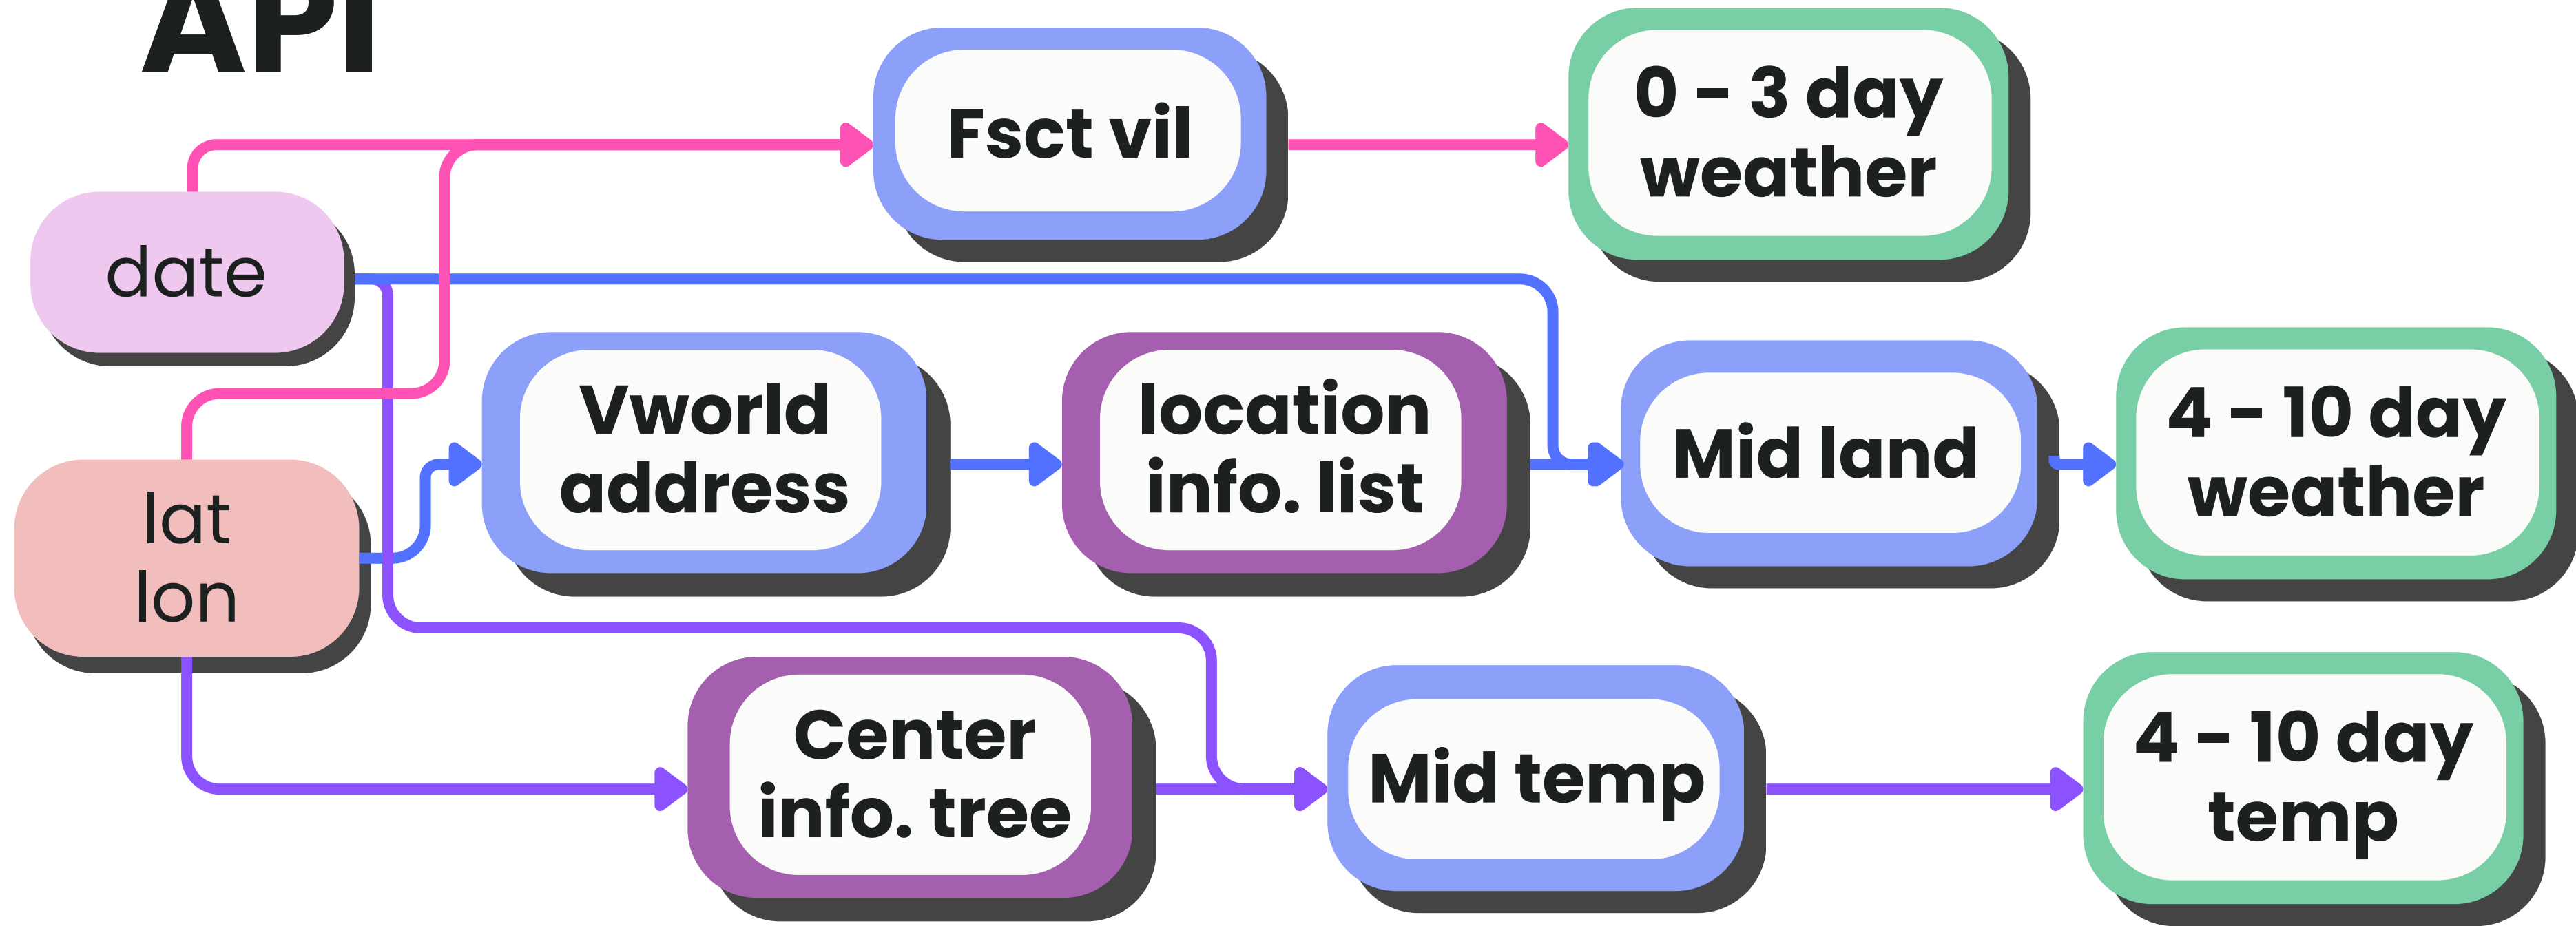 API
Fsct vil
0 - 3 day
weather
date
Vworld
address
location
info. list
Mid land
4 - 10 day
weather
lat
lon
Center
info. tree
Mid temp
4 - 10 day
temp